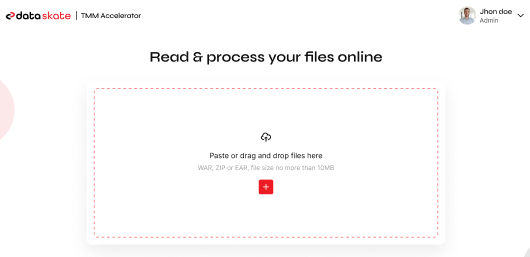 dataskate | TMM Accelerator
Jhon doe
Admin
Read & process your files online
Paste or drag and drop files here
WAR, ZIP or EAR, file size no more than 10MB
+